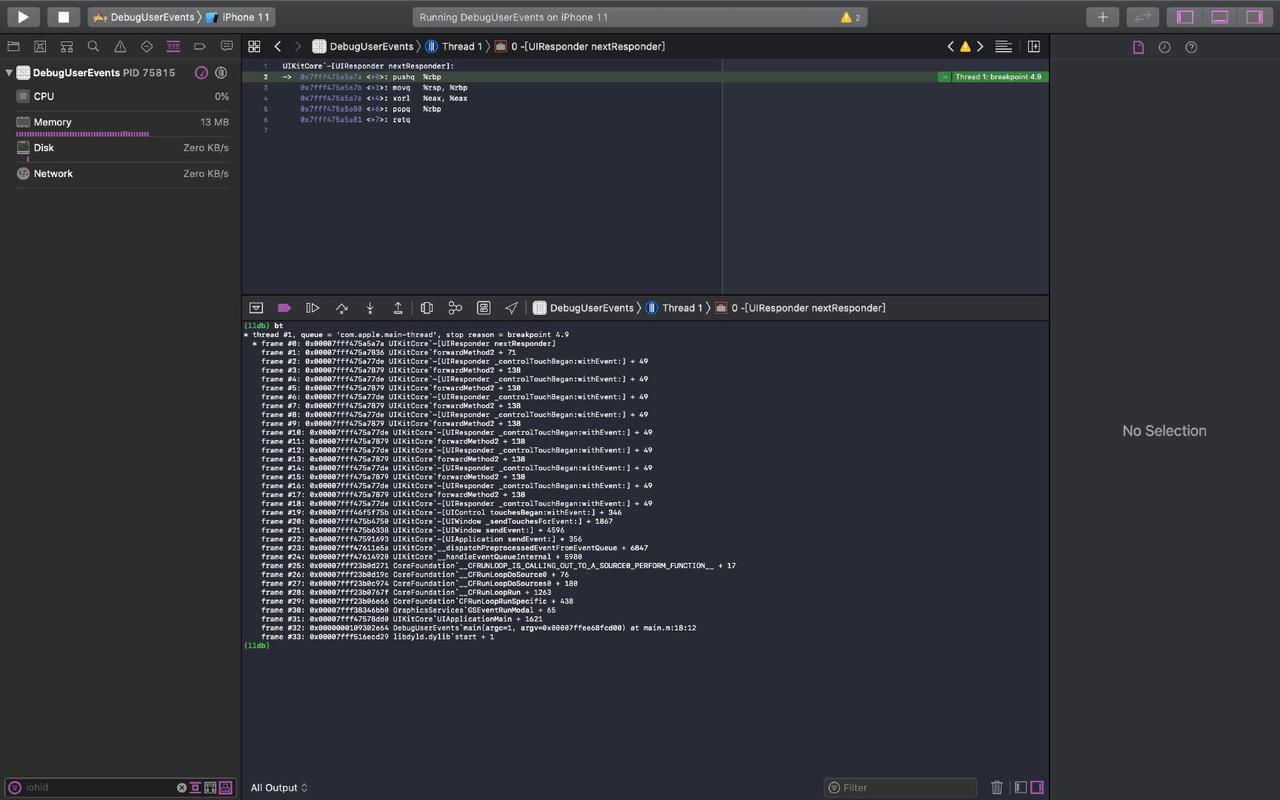 DebugUserEvents 〉 iPhone 11
Running DebugUserEvents on iPhone 11
2
DebugUserEvents 〉 Thread 1 〉 0 -[UIResponder nextResponder]
DebugUserEvents PID 75815
CPU
0%
Memory
13 MB
Disk
Zero KB/s
Network
Zero KB/s
1 UIKitCore`-[UIResponder nextResponder]:
2 -> 0x7fff475a5a7a <+0>: pushq %rbp
= Thread 1: breakpoint 4.9
3 0x7fff475a5a7b <+1>: movq %rsp, %rbp
4 0x7fff475a5a7e <+4>: xorl %eax, %eax
5 0x7fff475a5a80 <+6>: popq %rbp
6 0x7fff475a5a81 <+7>: retq
7
DebugUserEvents 〉 Thread 1 〉 0 -[UIResponder nextResponder]
(lldb) bt
* thread #1, queue = 'com.apple.main-thread', stop reason = breakpoint 4.9
* frame #0: 0x00007fff475a5a7a UIKitCore`-[UIResponder nextResponder]
frame #1: 0x00007fff475a7836 UIKitCore`forwardMethod2 + 71
frame #2: 0x00007fff475a77de UIKitCore`-[UIResponder _controlTouchBegan:withEvent:] + 49
frame #3: 0x00007fff475a7879 UIKitCore`forwardMethod2 + 138
frame #4: 0x00007fff475a77de UIKitCore`-[UIResponder _controlTouchBegan:withEvent:] + 49
frame #5: 0x00007fff475a7879 UIKitCore`forwardMethod2 + 138
frame #6: 0x00007fff475a77de UIKitCore`-[UIResponder _controlTouchBegan:withEvent:] + 49
frame #7: 0x00007fff475a7879 UIKitCore`forwardMethod2 + 138
frame #8: 0x00007fff475a77de UIKitCore`-[UIResponder _controlTouchBegan:withEvent:] + 49
frame #9: 0x00007fff475a7879 UIKitCore`forwardMethod2 + 138
frame #10: 0x00007fff475a77de UIKitCore`-[UIResponder _controlTouchBegan:withEvent:] + 49
frame #11: 0x00007fff475a7879 UIKitCore`forwardMethod2 + 138
frame #12: 0x00007fff475a77de UIKitCore`-[UIResponder _controlTouchBegan:withEvent:] + 49
frame #13: 0x00007fff475a7879 UIKitCore`forwardMethod2 + 138
frame #14: 0x00007fff475a77de UIKitCore`-[UIResponder _controlTouchBegan:withEvent:] + 49
frame #15: 0x00007fff475a7879 UIKitCore`forwardMethod2 + 138
frame #16: 0x00007fff475a77de UIKitCore`-[UIResponder _controlTouchBegan:withEvent:] + 49
frame #17: 0x00007fff475a7879 UIKitCore`forwardMethod2 + 138
frame #18: 0x00007fff475a77de UIKitCore`-[UIResponder _controlTouchBegan:withEvent:] + 49
frame #19: 0x00007fff46f5f75b UIKitCore`-[UIControl touchesBegan:withEvent:] + 346
frame #20: 0x00007fff475b4750 UIKitCore`-[UIWindow _sendTouchesForEvent:] + 1867
frame #21: 0x00007fff475b6338 UIKitCore`-[UIWindow sendEvent:] + 4596
frame #22: 0x00007fff47591693 UIKitCore`-[UIApplication sendEvent:] + 356
frame #23: 0x00007fff47611e5a UIKitCore`__dispatchPreprocessedEventFromEventQueue + 6847
frame #24: 0x00007fff47614920 UIKitCore`__handleEventQueueInternal + 5980
frame #25: 0x00007fff23b0d271 CoreFoundation`__CFRUNLOOP_IS_CALLING_OUT_TO_A_SOURCE0_PERFORM_FUNCTION__ + 17
frame #26: 0x00007fff23b0d19c CoreFoundation`__CFRunLoopDoSource0 + 76
frame #27: 0x00007fff23b0c974 CoreFoundation`__CFRunLoopDoSources0 + 180
frame #28: 0x00007fff23b0767f CoreFoundation`__CFRunLoopRun + 1263
frame #29: 0x00007fff23b06e66 CoreFoundation`CFRunLoopRunSpecific + 438
frame #30: 0x00007fff38346bb0 GraphicsServices`GSEventRunModal + 65
frame #31: 0x00007fff47578dd0 UIKitCore`UIApplicationMain + 1621
frame #32: 0x0000000109302e64 DebugUserEvents`main(argc=1, argv=0x00007ffee68fcd00) at main.m:18:12
frame #33: 0x00007fff516ecd29 libdyld.dylib`start + 1
(lldb)
No Selection
iohid
All Output
Filter